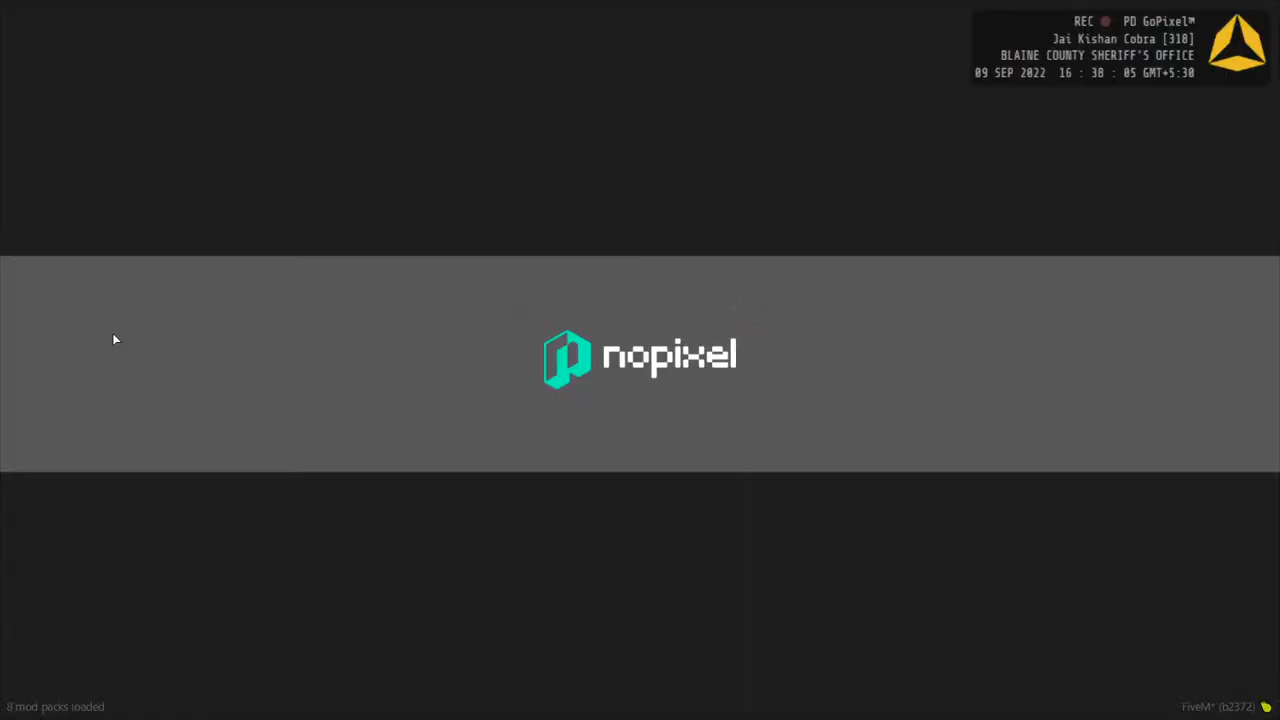 REC PD GoPixel™
Jai Kishan Cobra [318]
BLAINE COUNTY SHERIFF'S OFFICE
09 SEP 2022 16 : 38 : 05 GMT+5:30
nopixel
8 mod packs loaded
FiveM* (b2372)